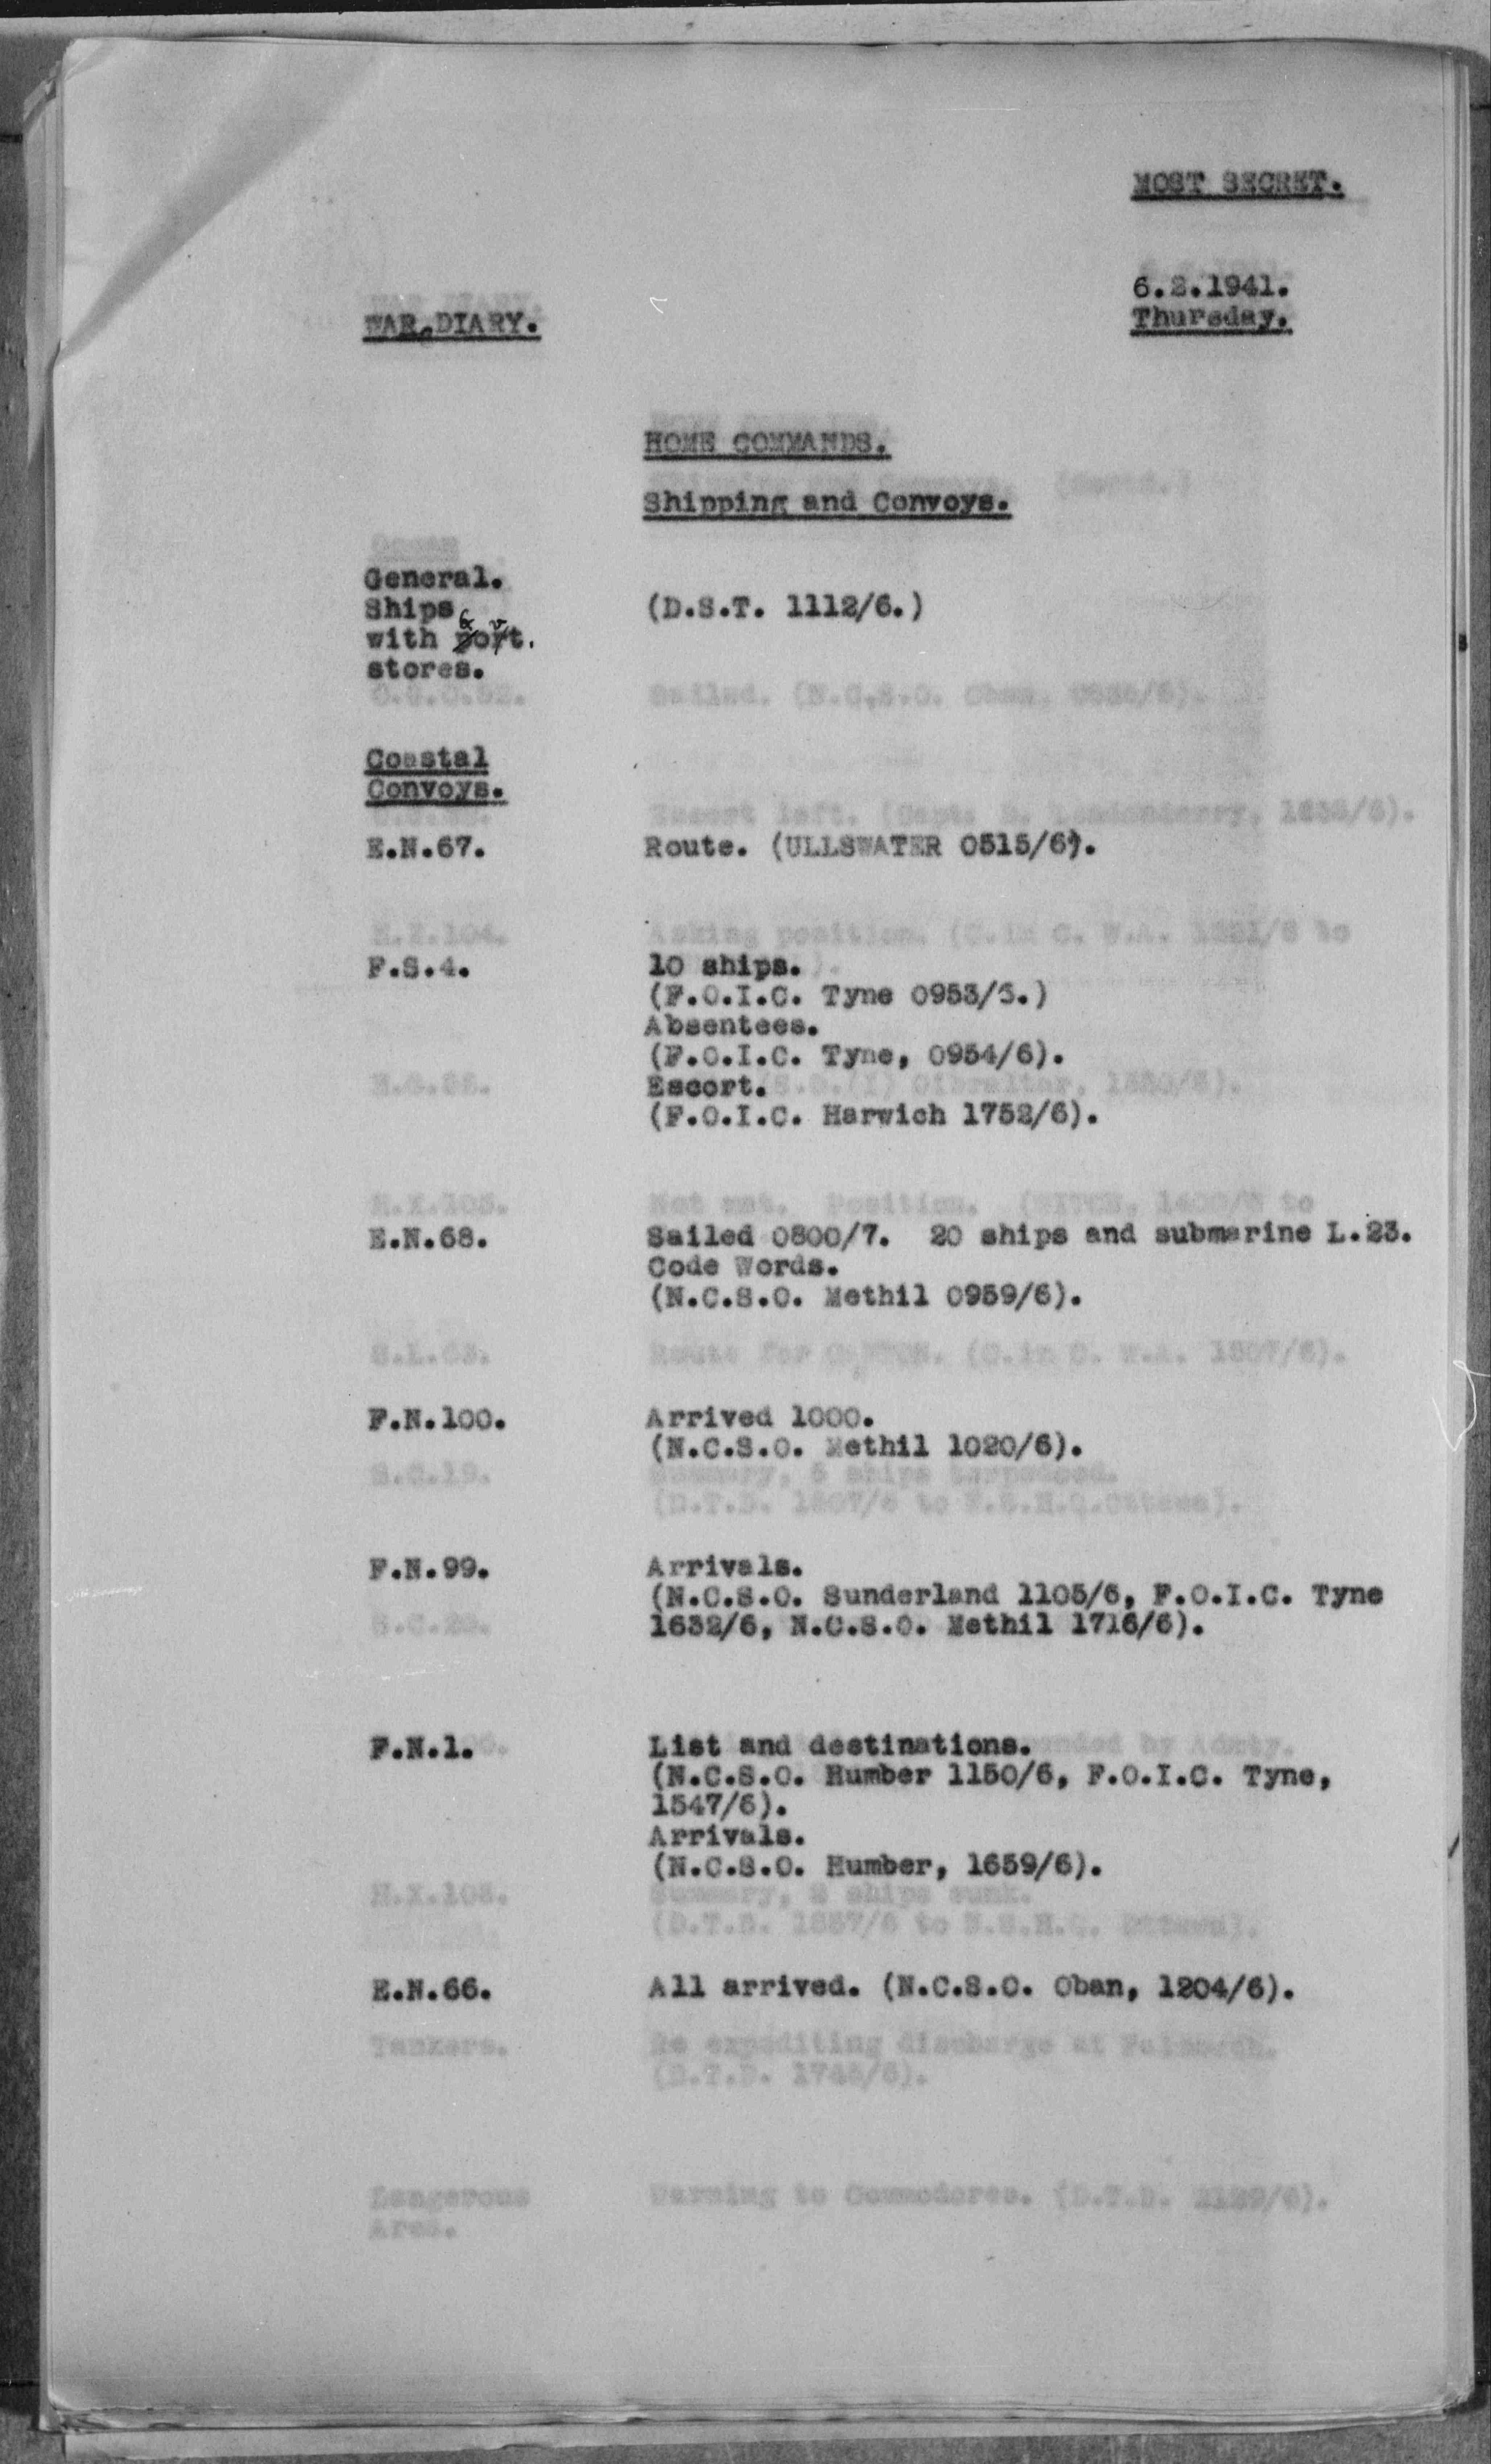 MOST SECRET.
6.2.1941.
Thursday.
WAR DIARY.
HOME COMMANDS.
Shipping and Convoys.
General.
Ships (D.S.T. 1112/6.)
with Govt.
stores.
Coastal
Convoys.
E.N.67. Route. (ULLSWATER 0515/6).
F.S.4. 10 ships.
(F.O.I.C. Tyne 0953/6.)
Absentees.
(F.O.I.C. Tyne, 0954/6).
Escort.
(F.O.I.C. Harwich 1752/6).
E.N.68. Sailed 0800/7. 20 ships and submarine L.23.
Code Words.
(N.C.S.O. Methil 0959/6).
F.N.100. Arrived 1000.
(N.C.S.O. Methil 1020/6).
F.N.99. Arrivals.
(N.C.S.O. Sunderland 1105/6, F.O.I.C. Tyne
1632/6, N.C.S.O. Methil 1716/6).
F.N.1. List and destinations.
(N.C.S.O. Humber 1150/6, F.O.I.C. Tyne,
1547/6).
Arrivals.
(N.C.S.O. Humber, 1659/6).
E.N.66. All arrived. (N.C.S.O. Oban, 1204/6).